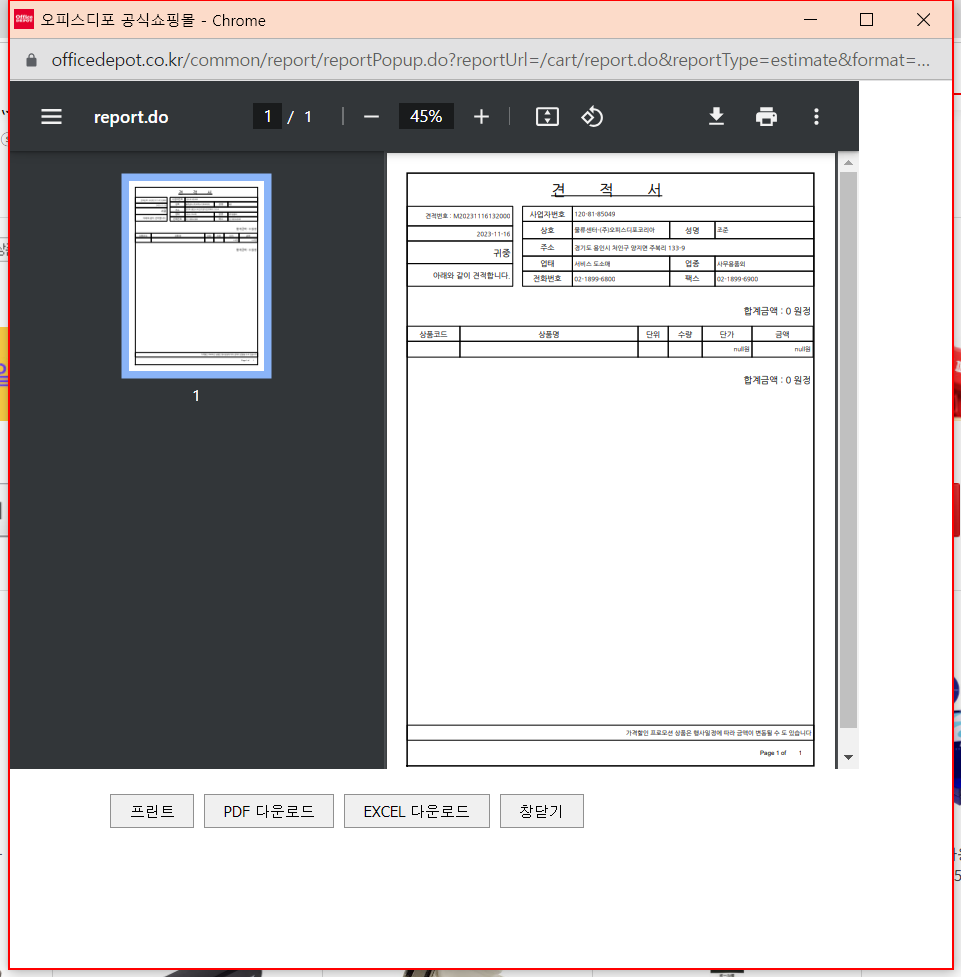 오피스디포 공식쇼핑몰 - Chrome
officedepot.co.kr/common/report/reportPopup.do?reportUrl=/cart/report.do&reportType=estimate&format=...
report.do
1 / 1
45%
1
견 적 서
견적번호 : M20231116132000
2023-11-16
귀중
아래와 같이 견적합니다.
사업자번호 120-81-85049
상호 물류센터-(주)오피스디포코리아 성명 조준
주소 경기도 용인시 처인구 양지면 주북리 133-9
업태 서비스 도소매 업종 사무용품외
전화번호 02-1899-6800 팩스 02-1899-6900
합계금액 : 0 원정
상품코드 상품명 단위 수량 단가 금액
null원 null원
합계금액 : 0 원정
가격할인 프로모션 상품은 행사일정에 따라 금액이 변동될 수 도 있습니다
Page 1 of 1
프린트 PDF 다운로드 EXCEL 다운로드 창닫기